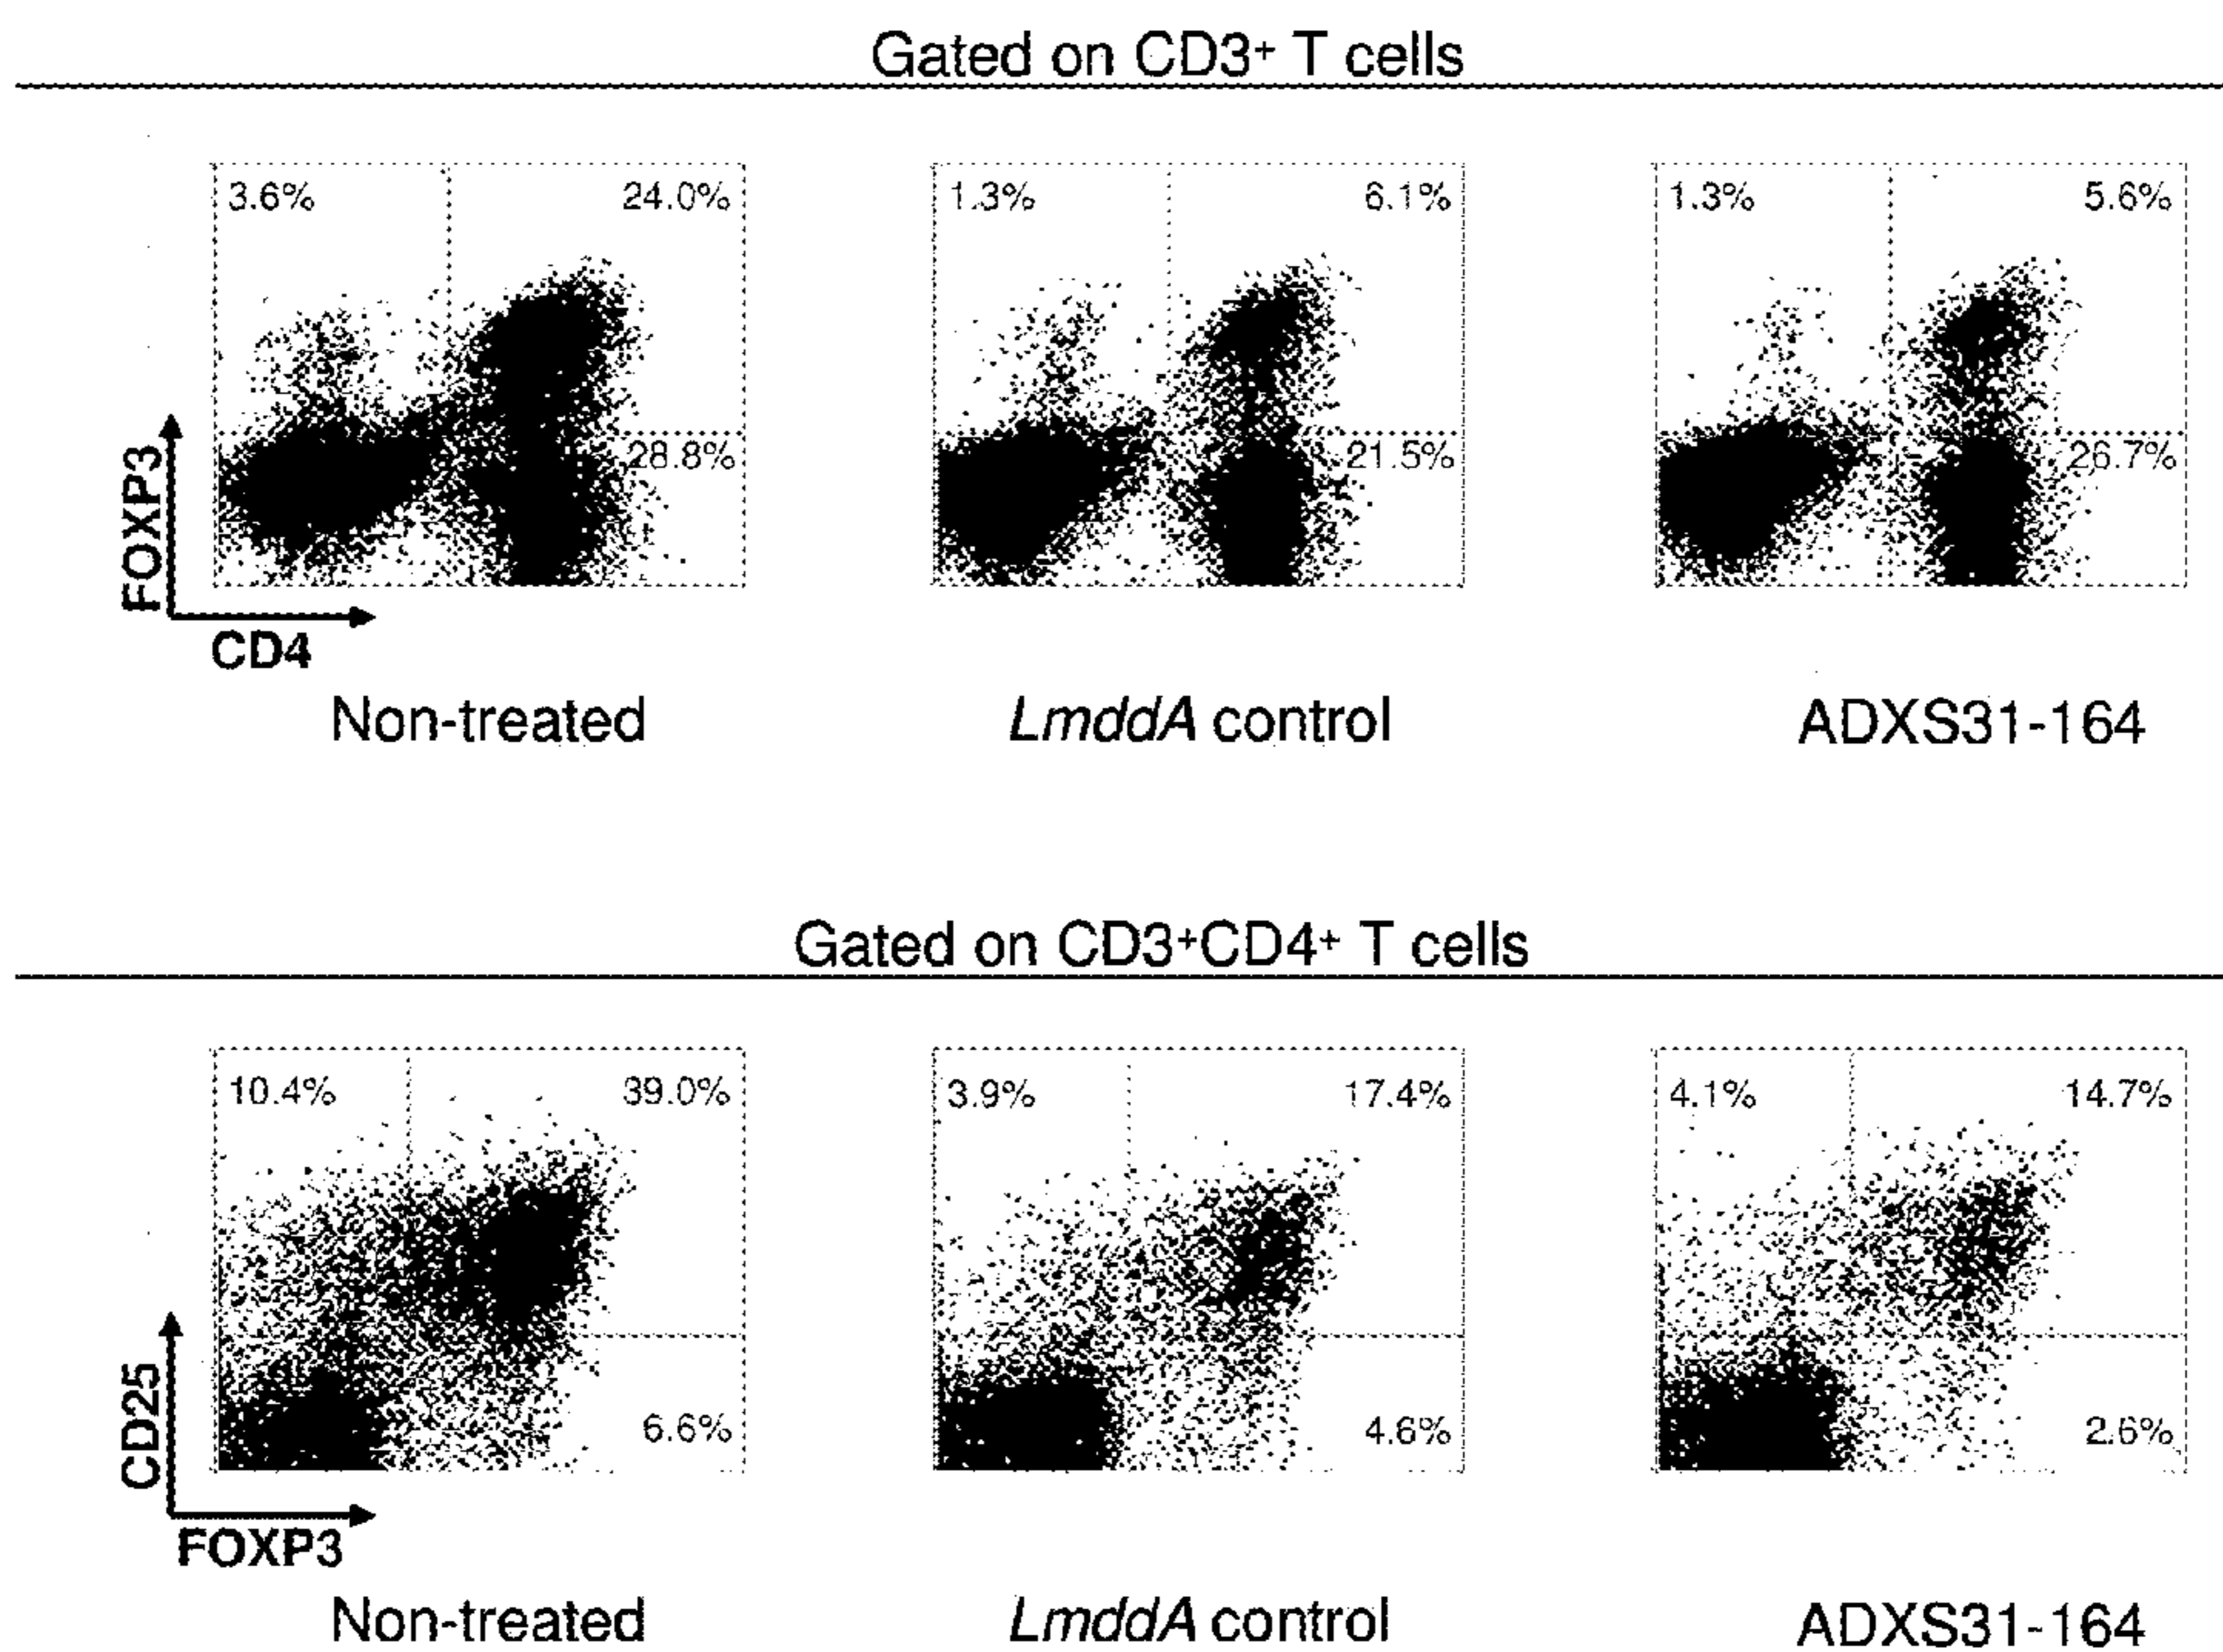 Gated on CD3+ T cells
3.6% 24.0%
28.8%
1.3% 6.1%
21.5%
1.3% 5.6%
26.7%
FOXP3
CD4
Non-treated
LmddA control
ADXS31-164
Gated on CD3+CD4+ T cells
10.4% 39.0%
6.6%
3.9% 17.4%
4.6%
4.1% 14.7%
2.6%
CD25
FOXP3
Non-treated
LmddA control
ADXS31-164